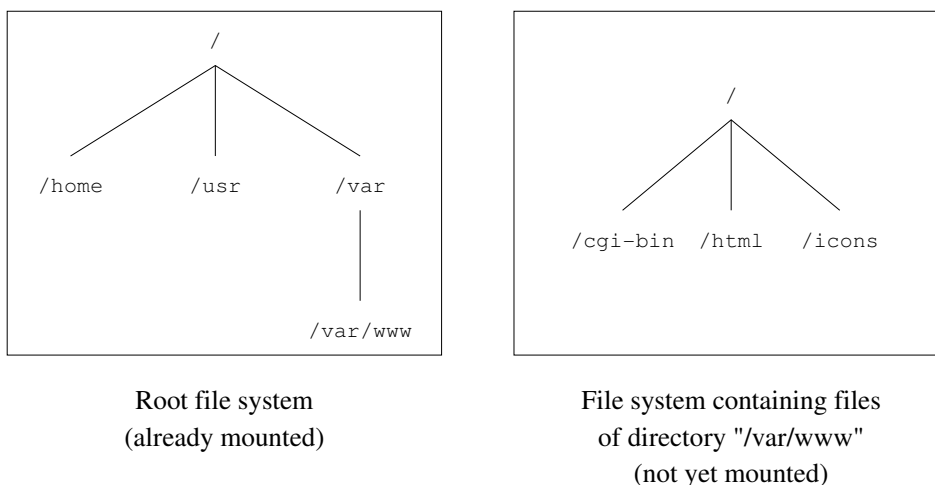 /
/home
/usr
/var
/var/www
Root file system
(already mounted)
/
/cgi-bin
/html
/icons
File system containing files
of directory "/var/www"
(not yet mounted)